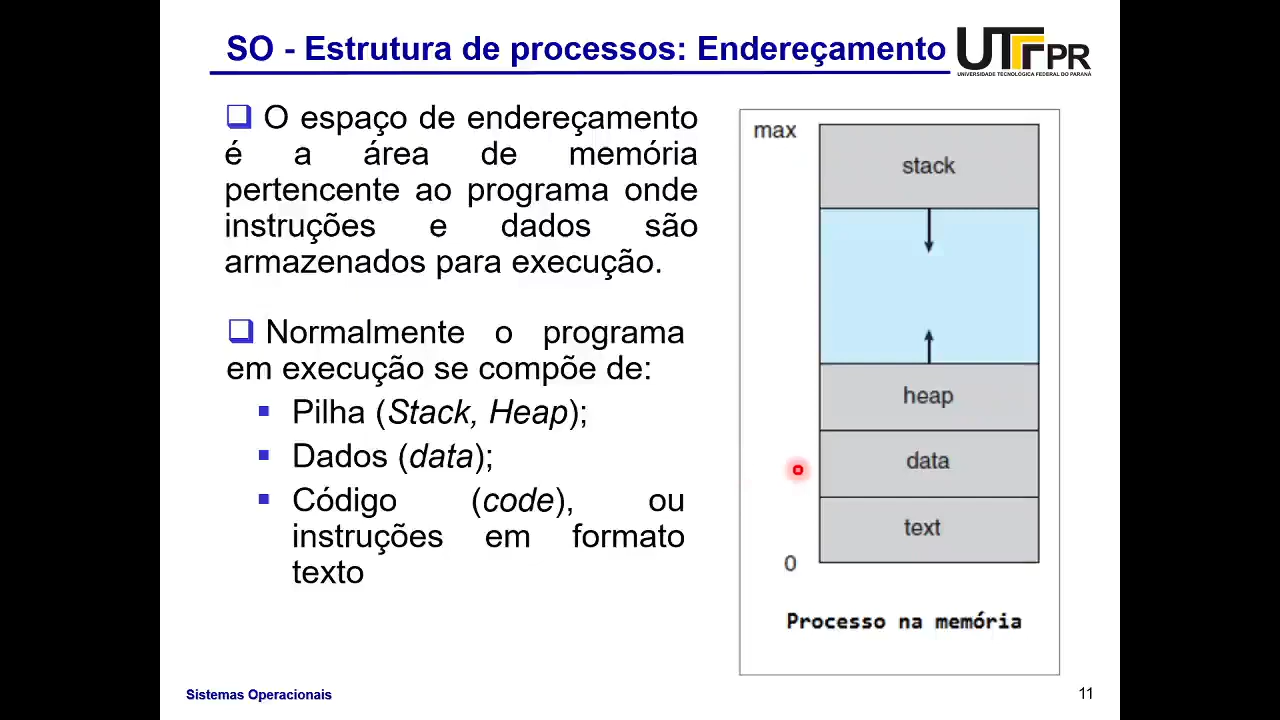 SO - Estrutura de processos: Endereçamento
UTFPR
UNIVERSIDADE TECNOLÓGICA FEDERAL DO PARANÁ
O espaço de endereçamento
é a área de memória
pertencente ao programa onde
instruções e dados são
armazenados para execução.
Normalmente o programa
em execução se compõe de:
Pilha (Stack, Heap);
Dados (data);
Código (code), ou
instruções em formato
texto
max
stack
heap
data
text
0
Processo na memória
Sistemas Operacionais
11